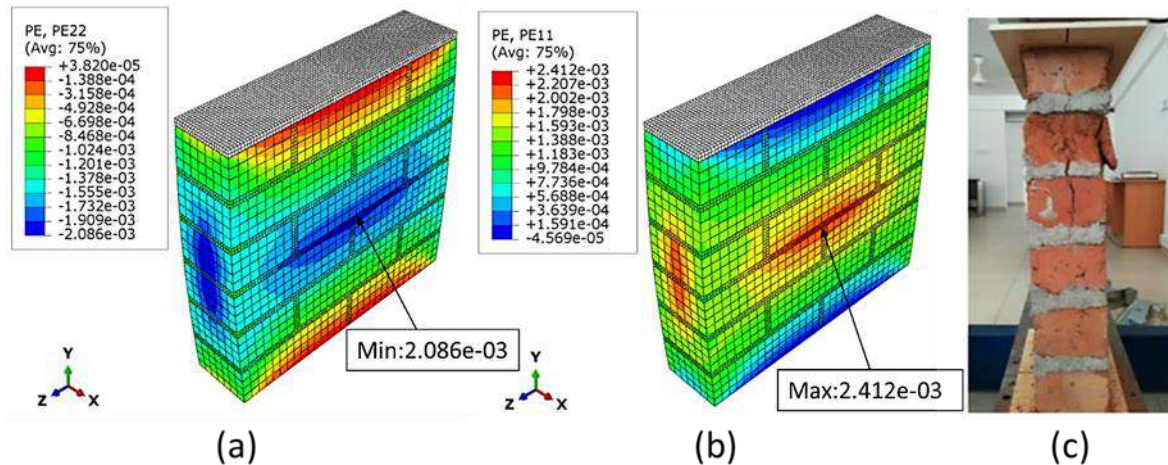 PE, PE22
(Avg: 75%)
+3.820e-05
-1.388e-04
-3.158e-04
-4.928e-04
-6.698e-04
-8.468e-04
-1.024e-03
-1.201e-03
-1.378e-03
-1.555e-03
-1.732e-03
-1.909e-03
-2.086e-03
Min:2.086e-03
Y
Z
X
(a)
PE, PE11
(Avg: 75%)
+2.412e-03
+2.207e-03
+2.002e-03
+1.798e-03
+1.593e-03
+1.388e-03
+1.183e-03
+9.784e-04
+7.736e-04
+5.688e-04
+3.639e-04
+1.591e-04
-4.569e-05
Max:2.412e-03
Y
Z
X
(b)
(c)